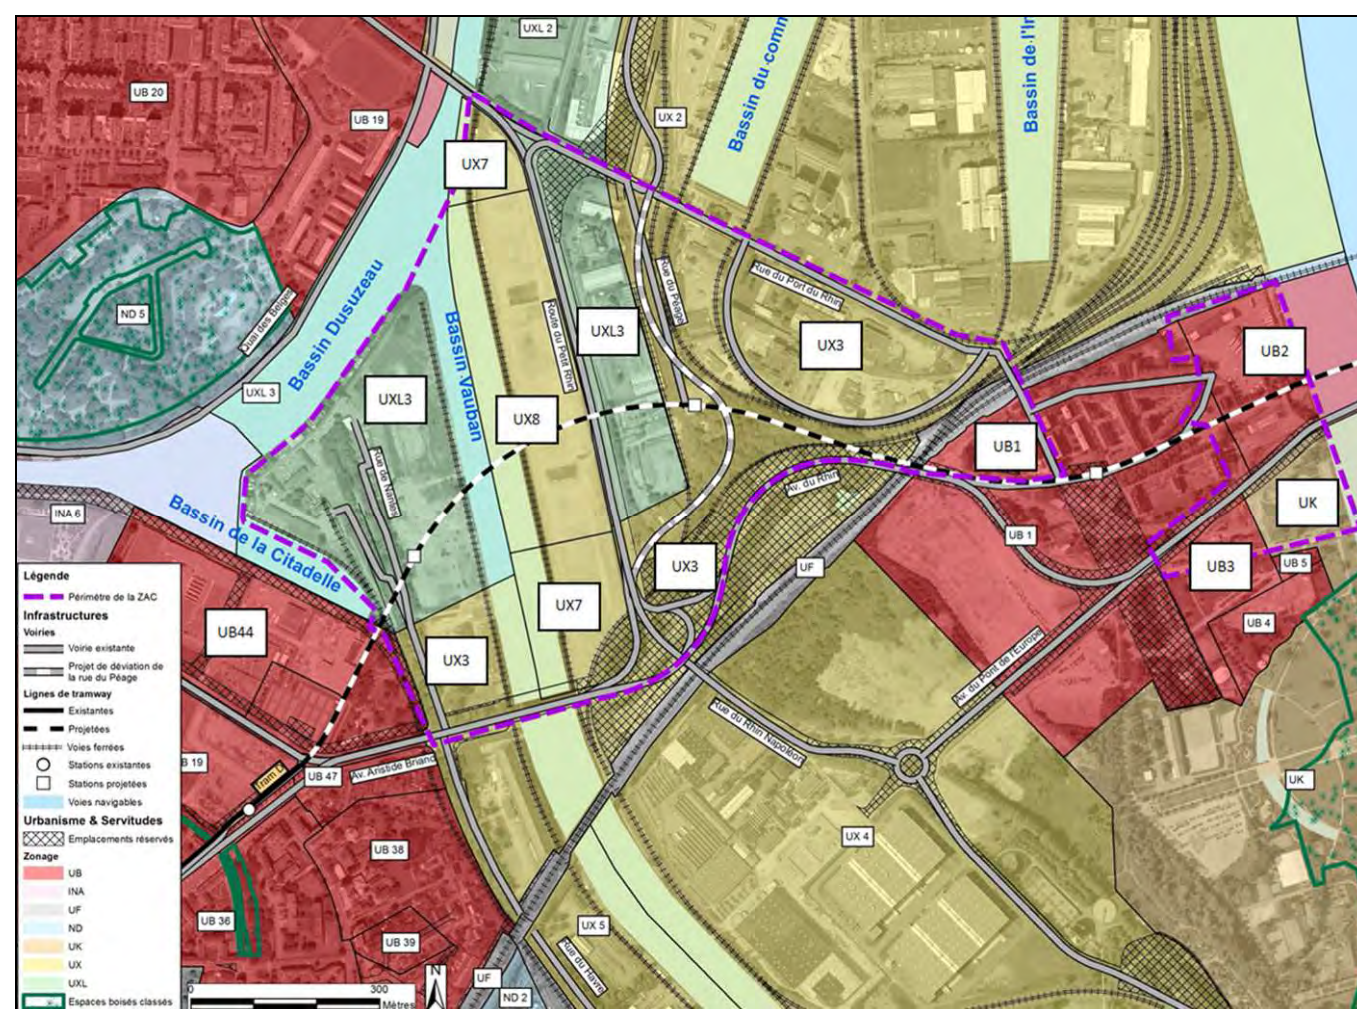 UXL 2
UB 20
UB 19
UX 2
Bassin du comm
Bassin de l'Ir
UX7
ND 5
Quai des Belges
Bassin Dusuzeau
UXL 3
Bassin Vauban
Route du Petit Rhin
UXL3
Rue du Péage
Rue du Port du Rhin
UX3
UB2
UXL3
UX8
UB1
Rue de Nantes
Av. du Rhin
UK
INA 6
Bassin de la Citadelle
UX3
UF
UB 1
UB3
UB 5
UB 4
UX7
UB44
UX3
Av. du Pont de l'Europe
Rue du Rhin Napoléon
Tram C
B 19
UB 47
Av. Aristide Briand
UK
UX 4
UB 38
UB 36
UB 39
UX 5
Rue du Havre
UF
ND 2
Légende
Périmètre de la ZAC
Infrastructures
Voiries
Voirie existante
Projet de déviation de
la rue du Péage
Lignes de tramway
Existantes
Projetées
Voies ferrées
Stations existantes
Stations projetées
Voies navigables
Urbanisme & Servitudes
Emplacements réservés
Zonage
UB
INA
UF
ND
UK
UX
UXL
Espaces boisés classés
0
300
Mètres
N